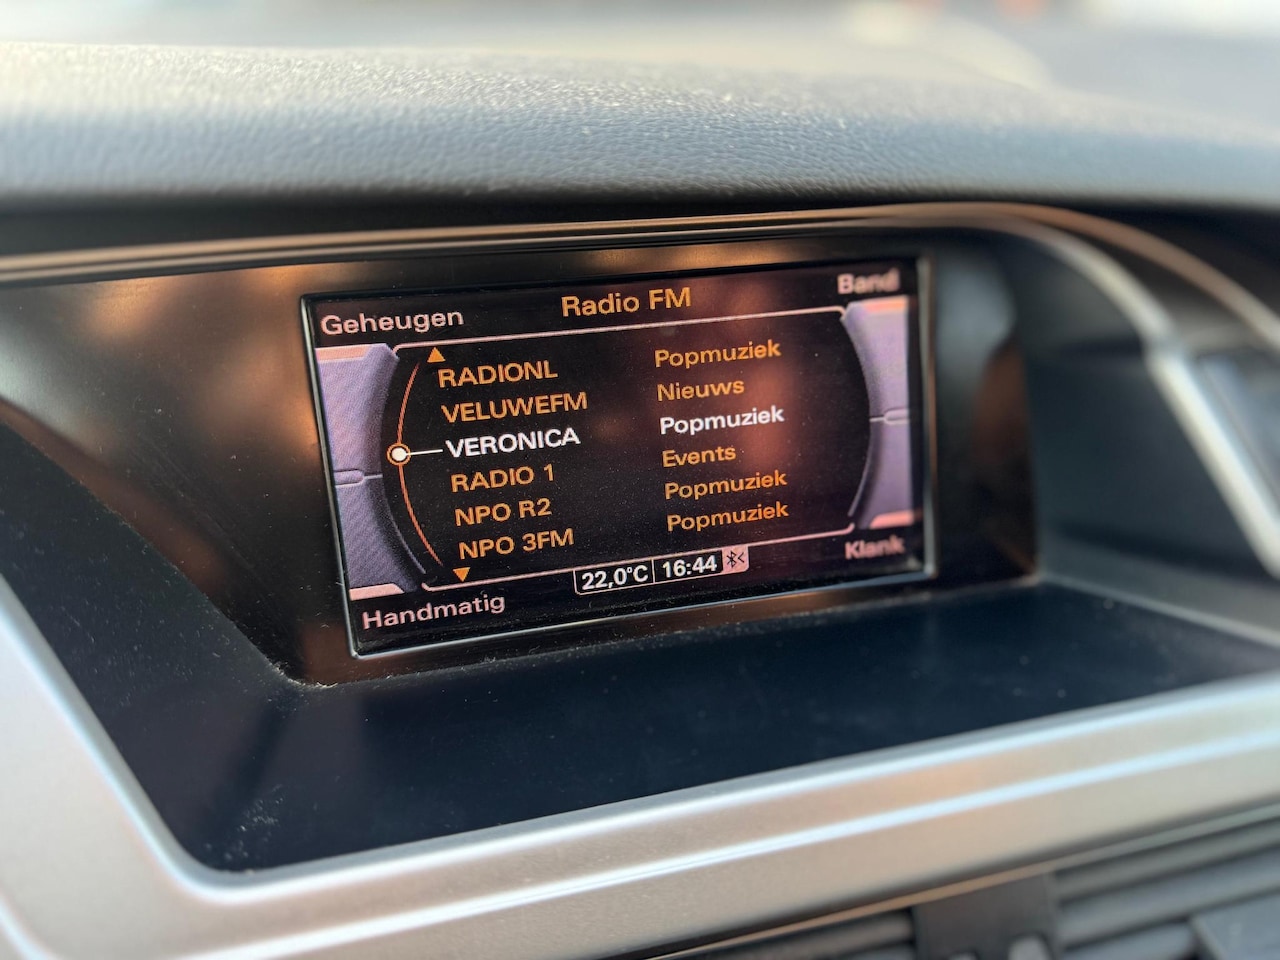 Geheugen Radio FM Band
RADIONL Popmuziek
VELUWEFM Nieuws
VERONICA Popmuziek
RADIO 1 Events
NPO R2 Popmuziek
NPO 3FM Popmuziek
Handmatig 22,0°C 16:44 Klank